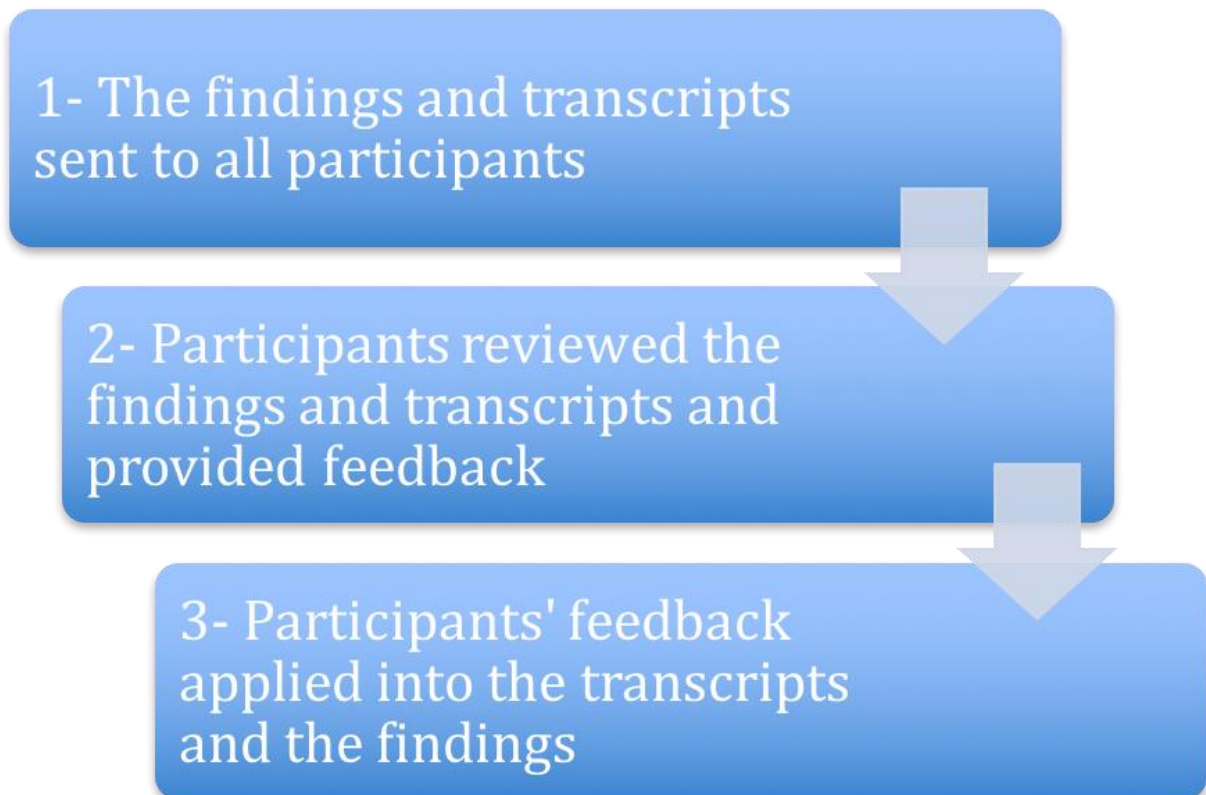 1- The findings and transcripts
sent to all participants
2- Participants reviewed the
findings and transcripts and
provided feedback
3- Participants' feedback
applied into the transcripts
and the findings